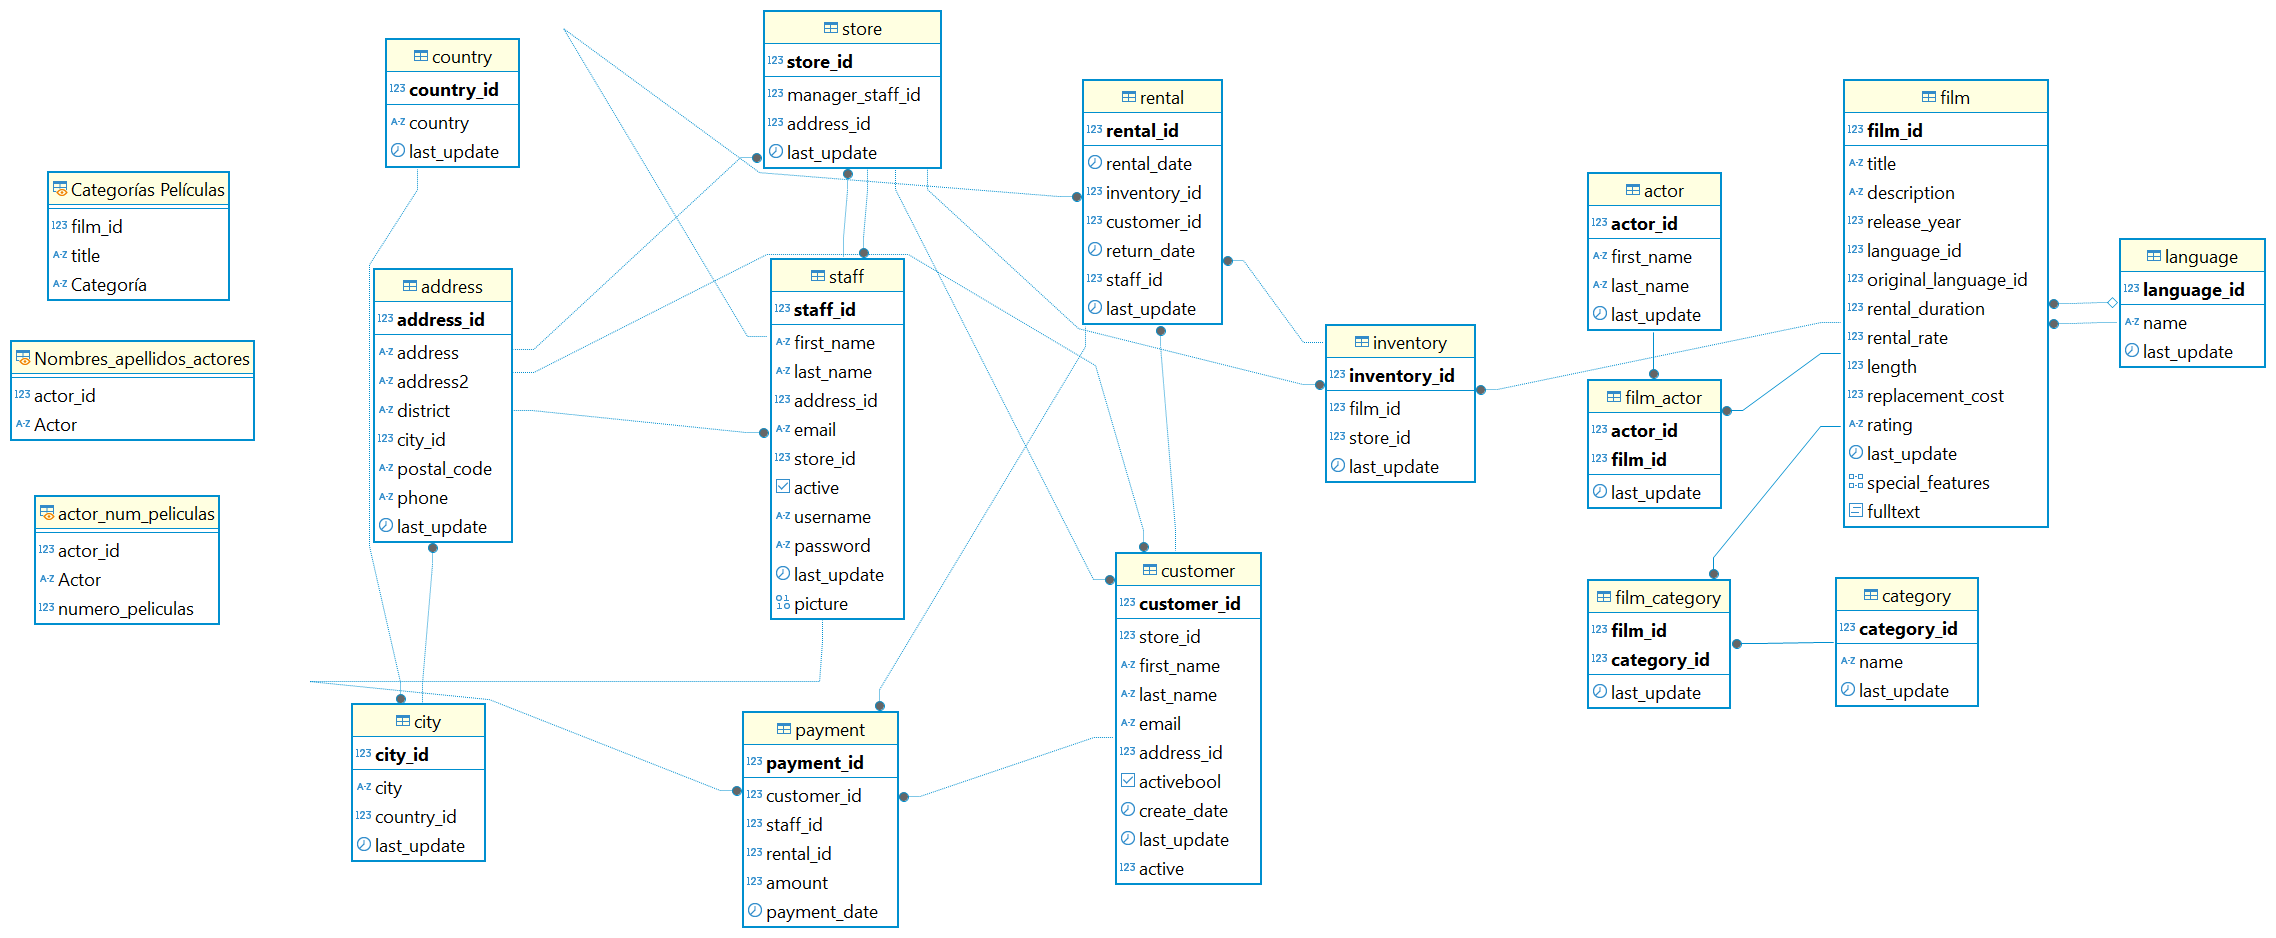 Categorías Películas
film_id
title
Categoría
Nombres_apellidos_actores
actor_id
Actor
actor_num_peliculas
actor_id
Actor
numero_peliculas
country
country_id
country
last_update
address
address_id
address
address2
district
city_id
postal_code
phone
last_update
city
city_id
city
country_id
last_update
store
store_id
manager_staff_id
address_id
last_update
staff
staff_id
first_name
last_name
address_id
email
store_id
active
username
password
last_update
picture
payment
payment_id
customer_id
staff_id
rental_id
amount
payment_date
rental
rental_id
rental_date
inventory_id
customer_id
return_date
staff_id
last_update
customer
customer_id
store_id
first_name
last_name
email
address_id
activebool
create_date
last_update
active
inventory
inventory_id
film_id
store_id
last_update
actor
actor_id
first_name
last_name
last_update
film_actor
actor_id
film_id
last_update
film_category
film_id
category_id
last_update
film
film_id
title
description
release_year
language_id
original_language_id
rental_duration
rental_rate
length
replacement_cost
rating
last_update
special_features
fulltext
category
category_id
name
last_update
language
language_id
name
last_update